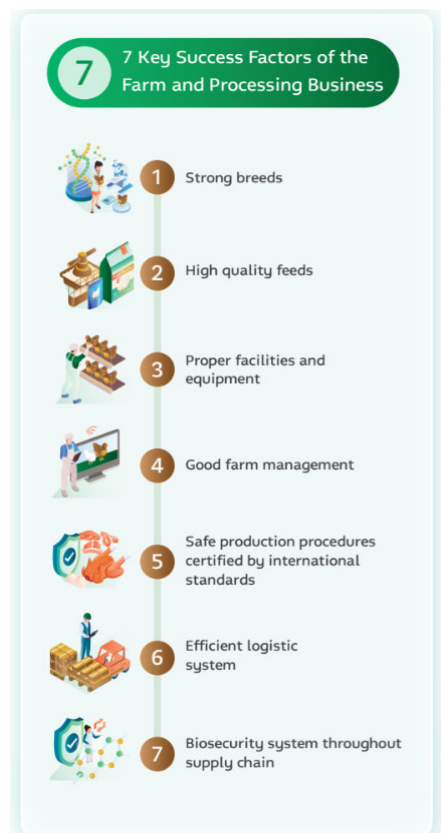 7
7 Key Success Factors of the
Farm and Processing Business
1
Strong breeds
2
High quality feeds
3
Proper facilities and
equipment
4
Good farm management
5
Safe production procedures
certified by international
standards
6
Efficient logistic
system
7
Biosecurity system throughout
supply chain